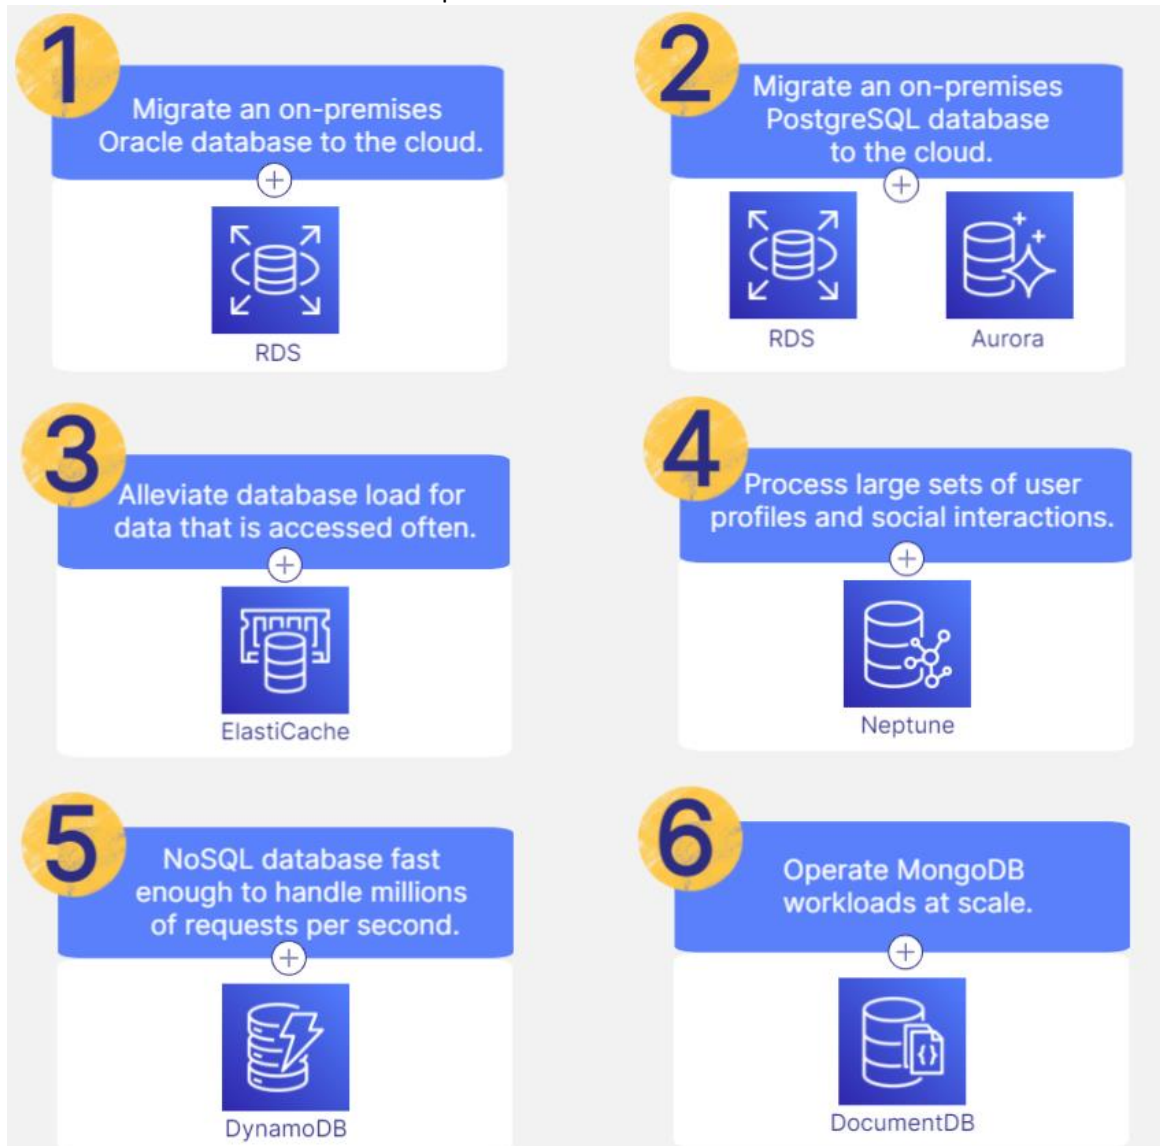 1
Migrate an on-premises
Oracle database to the cloud.
RDS
2
Migrate an on-premises
PostgreSQL database
to the cloud.
RDS
Aurora
3
Alleviate database load for
data that is accessed often.
ElastiCache
4
Process large sets of user
profiles and social interactions.
Neptune
5
NoSQL database fast
enough to handle millions
of requests per second.
DynamoDB
6
Operate MongoDB
workloads at scale.
{}
DocumentDB